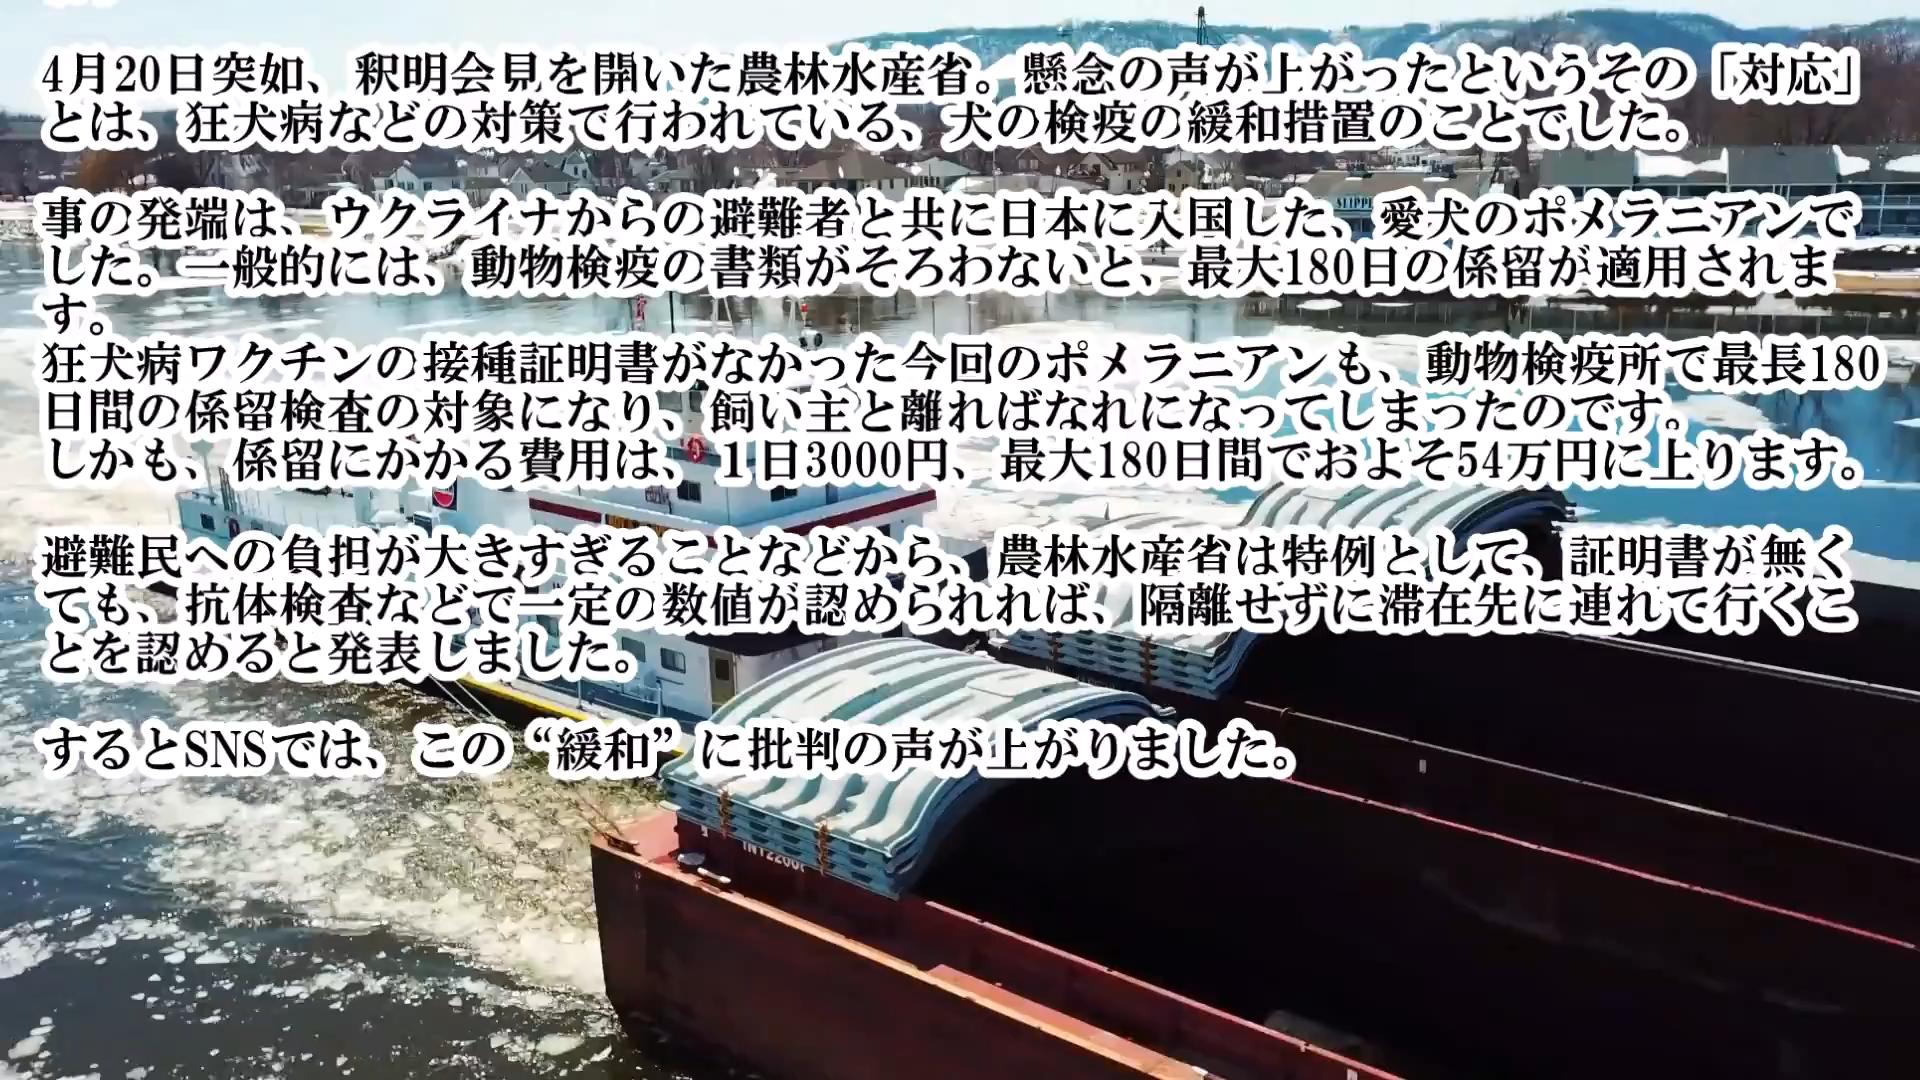 4月20日突如、釈明会見を開いた農林水産省。懸念の声が上がったというその「対応」
とは、狂犬病などの対策で行われている、犬の検疫の緩和措置のことでした。
事の発端は、ウクライナからの避難者と共に日本に入国した、愛犬のポメラニアンで
した。一般的には、動物検疫の書類がそろわないと、最大180日の係留が適用されま
す。
狂犬病ワクチンの接種証明書がなかった今回のポメラニアンも、動物検疫所で最長180
日間の係留検査の対象になり、飼い主と離ればなれになってしまったのです。
しかも、係留にかかる費用は、１日3000円、最大180日間でおよそ54万円に上ります。
避難民への負担が大きすぎることなどから、農林水産省は特例として、証明書が無く
ても、抗体検査などで一定の数値が認められれば、隔離せずに滞在先に連れて行くこ
とを認めると発表しました。
するとSNSでは、この“緩和”に批判の声が上がりました。